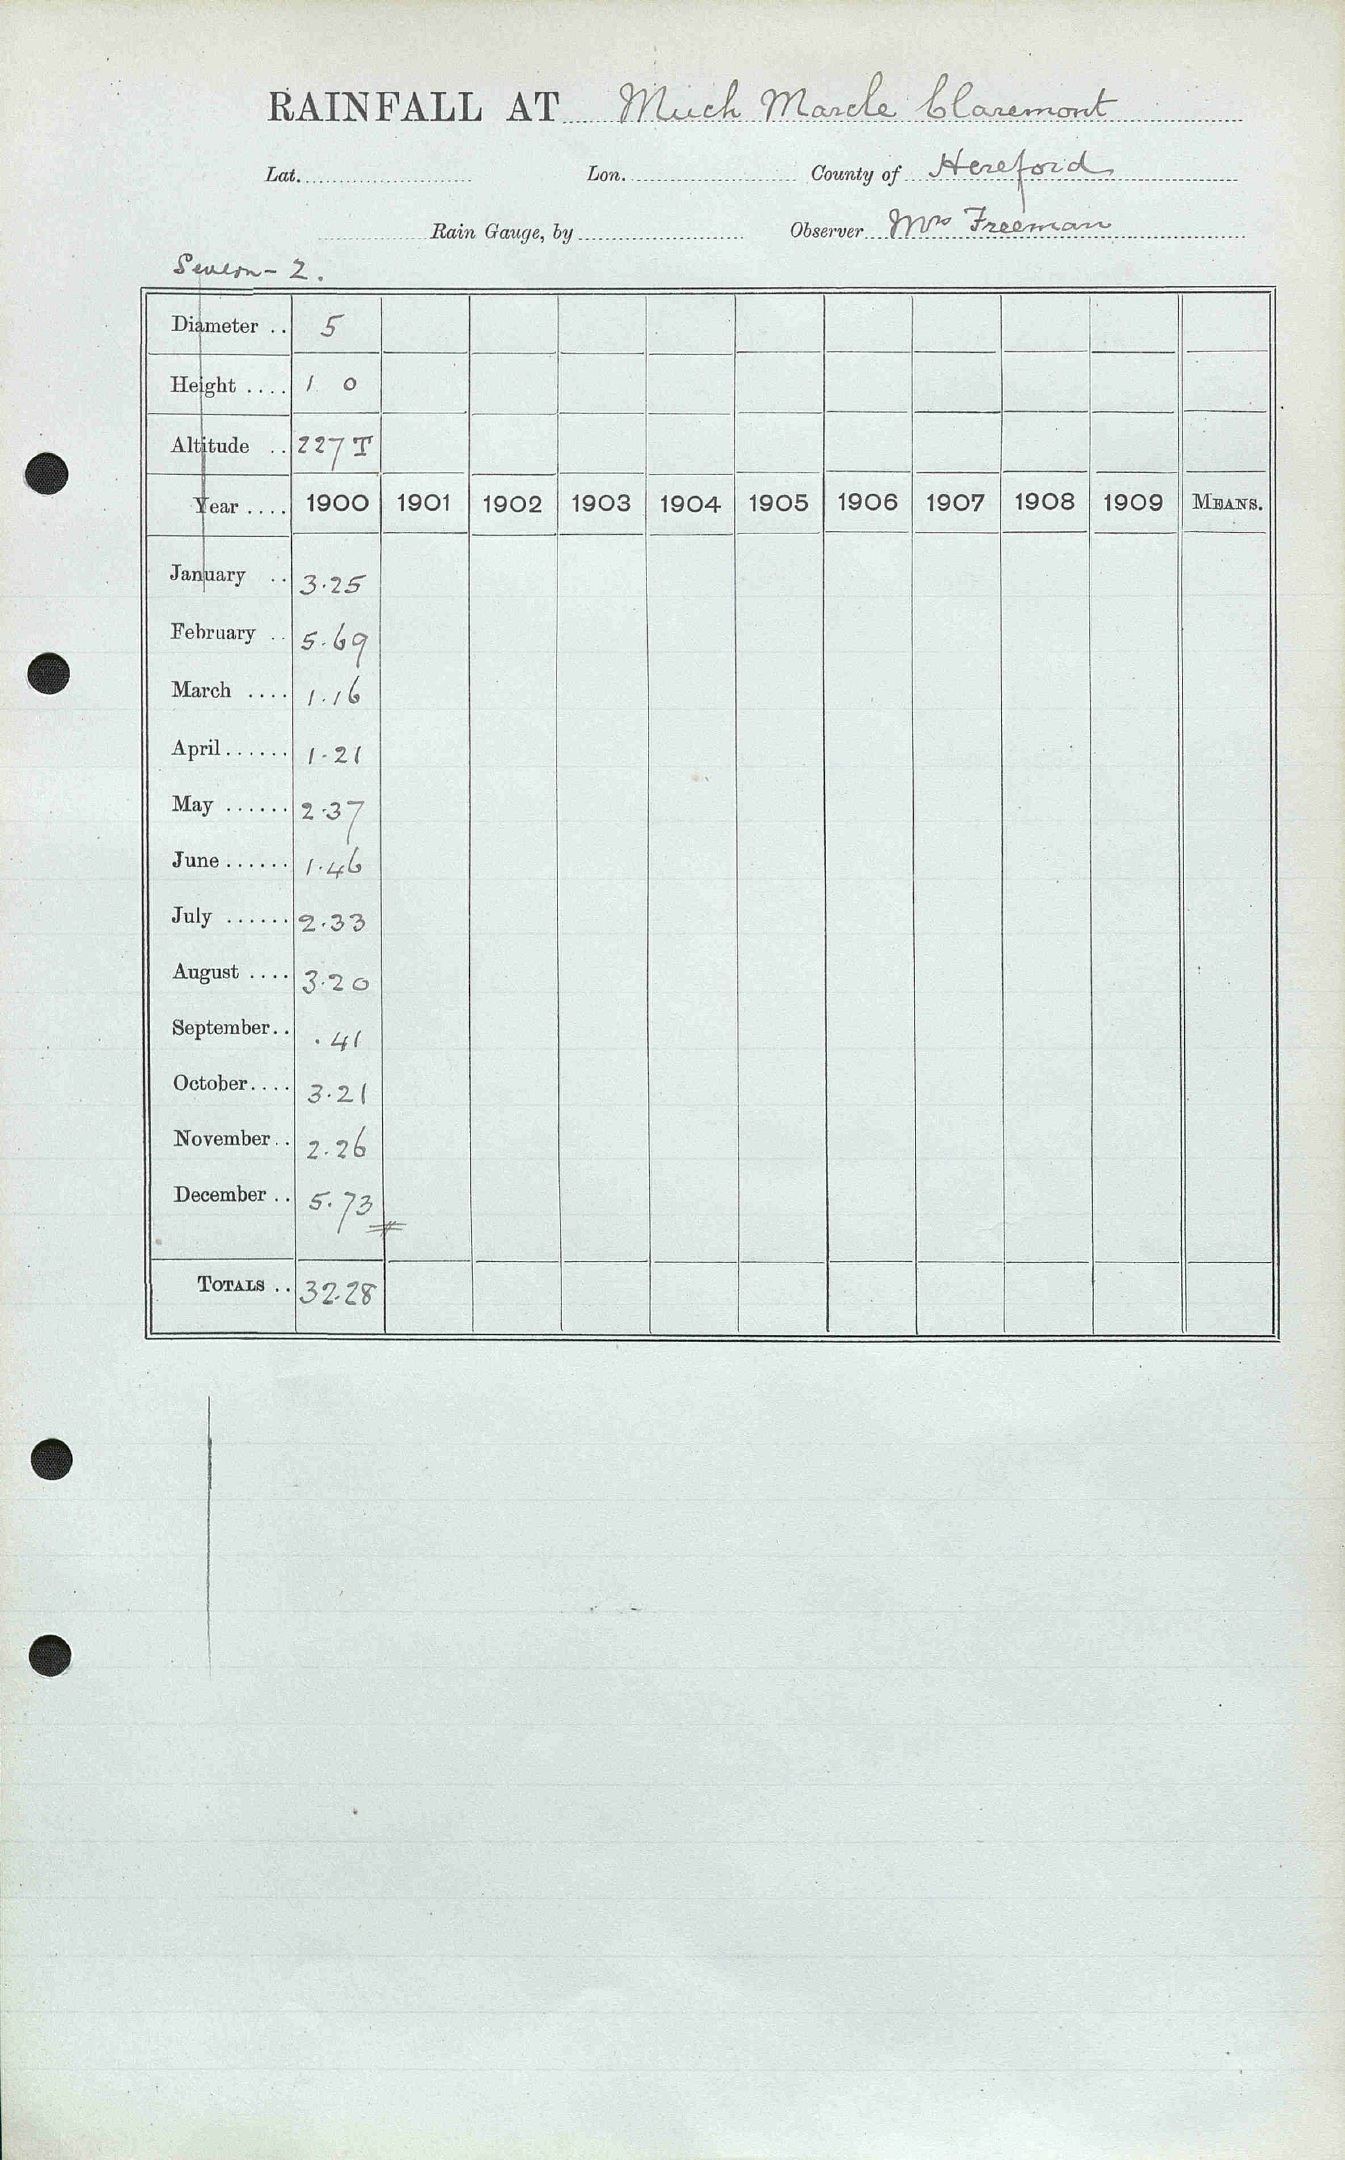 RAINFALL AT Much Marcle Claremont
Lat. Lon. County of Hereford
Rain Gauge, by Observer Mrs Freeman
Severn - 2.
Diameter .. 5
Height .... 1 0
Altitude .. 227 T
Year .... 1900 1901 1902 1903 1904 1905 1906 1907 1908 1909 MEANS.
January .. 3.25
February .. 5.69
March .... 1.16
April ...... 1.21
May ...... 2.37
June ...... 1.46
July ...... 2.33
August .... 3.20
September .. .41
October .... 3.21
November .. 2.26
December .. 5.73
TOTALS .. 32.28